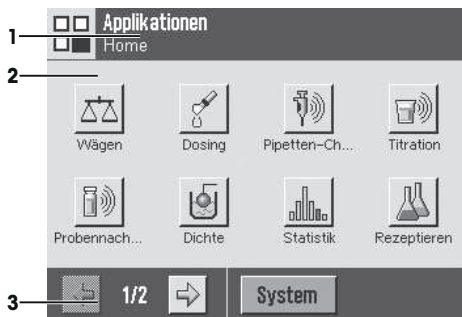 Applikationen
1
Home
2
Wägen
Dosing
Pipetten-Ch...
Titration
Probennach...
Dichte
Statistik
Rezeptieren
3
1/2
System